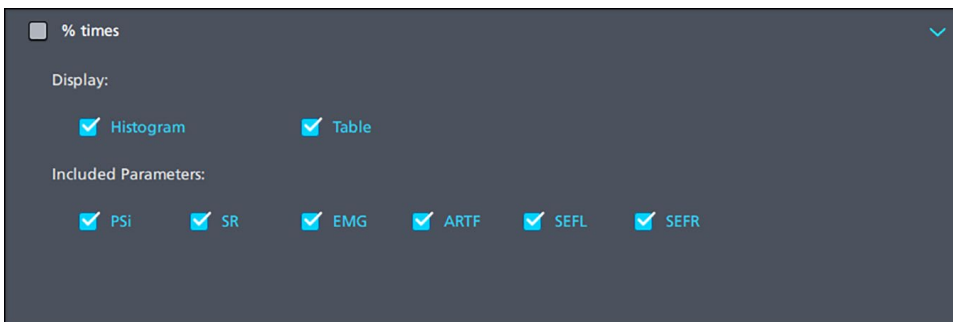 % times
Display:
Histogram Table
Included Parameters:
PSi SR EMG ARTF SEFL SEFR